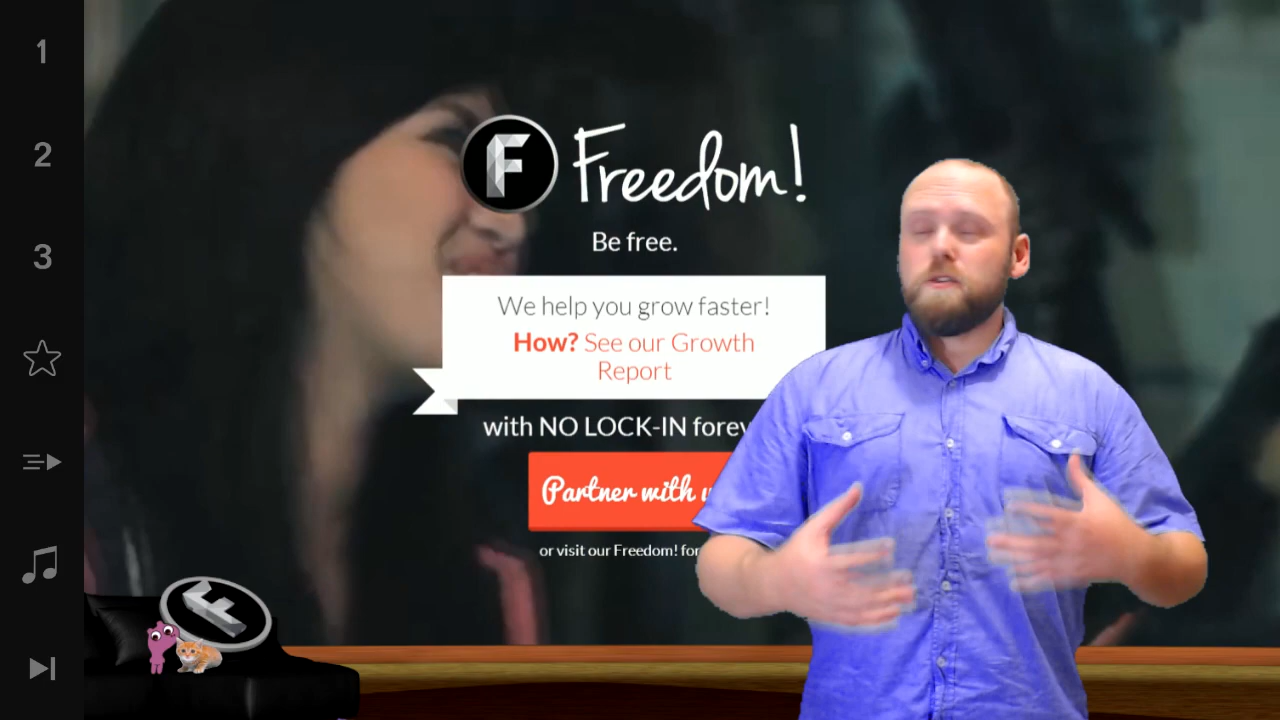 1
2
3
F Freedom!
Be free.
We help you grow faster!
How? See our Growth
Report
with NO LOCK-IN forev
Partner with u
or visit our Freedom! for
F